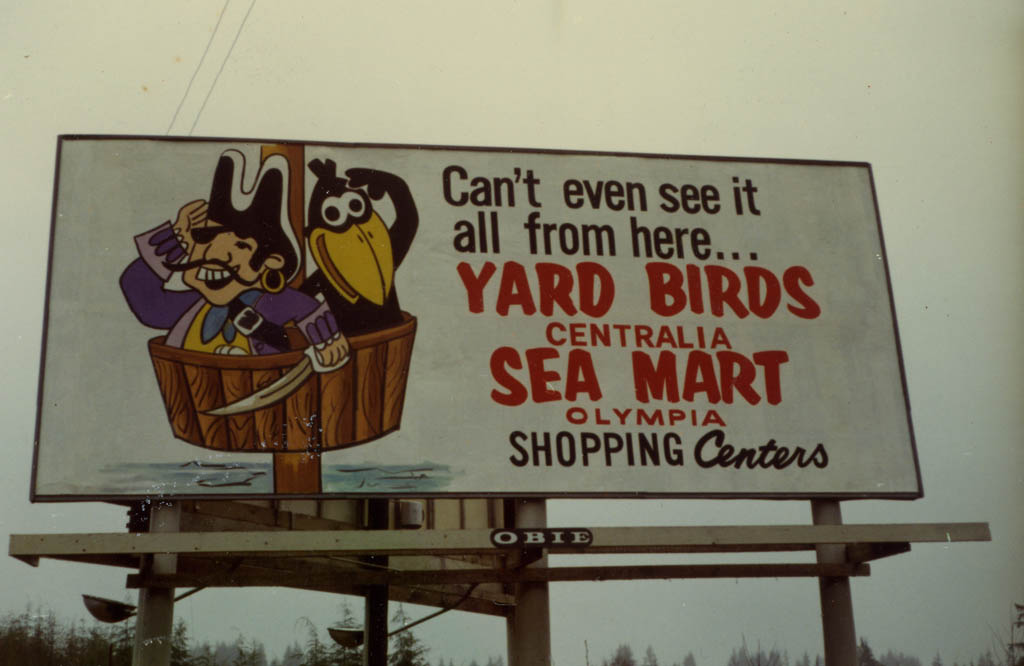 Can't even see it
all from here...
YARD BIRDS
CENTRALIA
SEA MART
OLYMPIA
SHOPPING Centers
OBIE